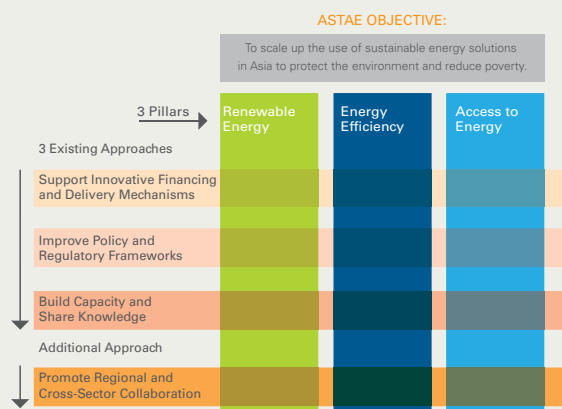 ASTAE OBJECTIVE:
To scale up the use of sustainable energy solutions
in Asia to protect the environment and reduce poverty.
3 Pillars
Renewable
Energy
Energy
Efficiency
Access to
Energy
3 Existing Approaches
Support Innovative Financing
and Delivery Mechanisms
Improve Policy and
Regulatory Frameworks
Build Capacity and
Share Knowledge
Additional Approach
Promote Regional and
Cross-Sector Collaboration